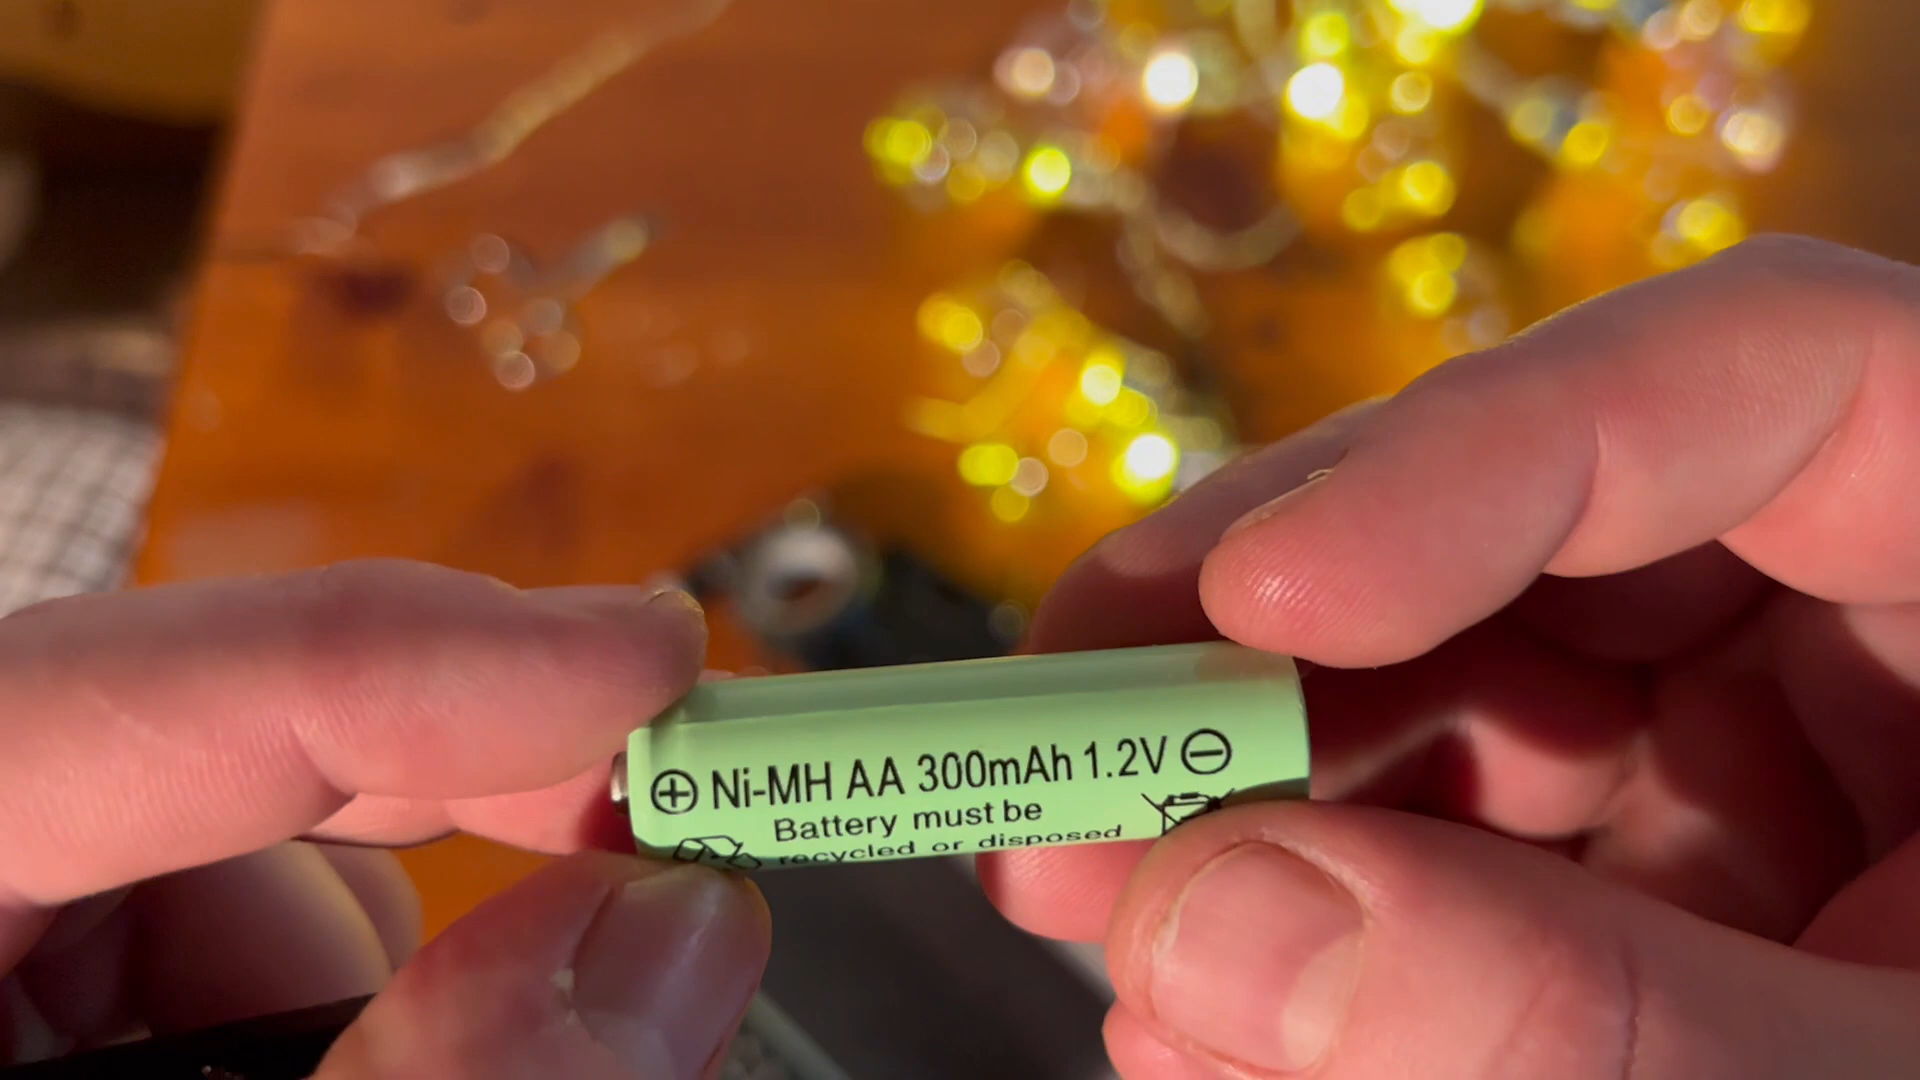 ⊕ Ni-MH AA 300mAh 1.2V ⊖
Battery must be
recycled or disposed